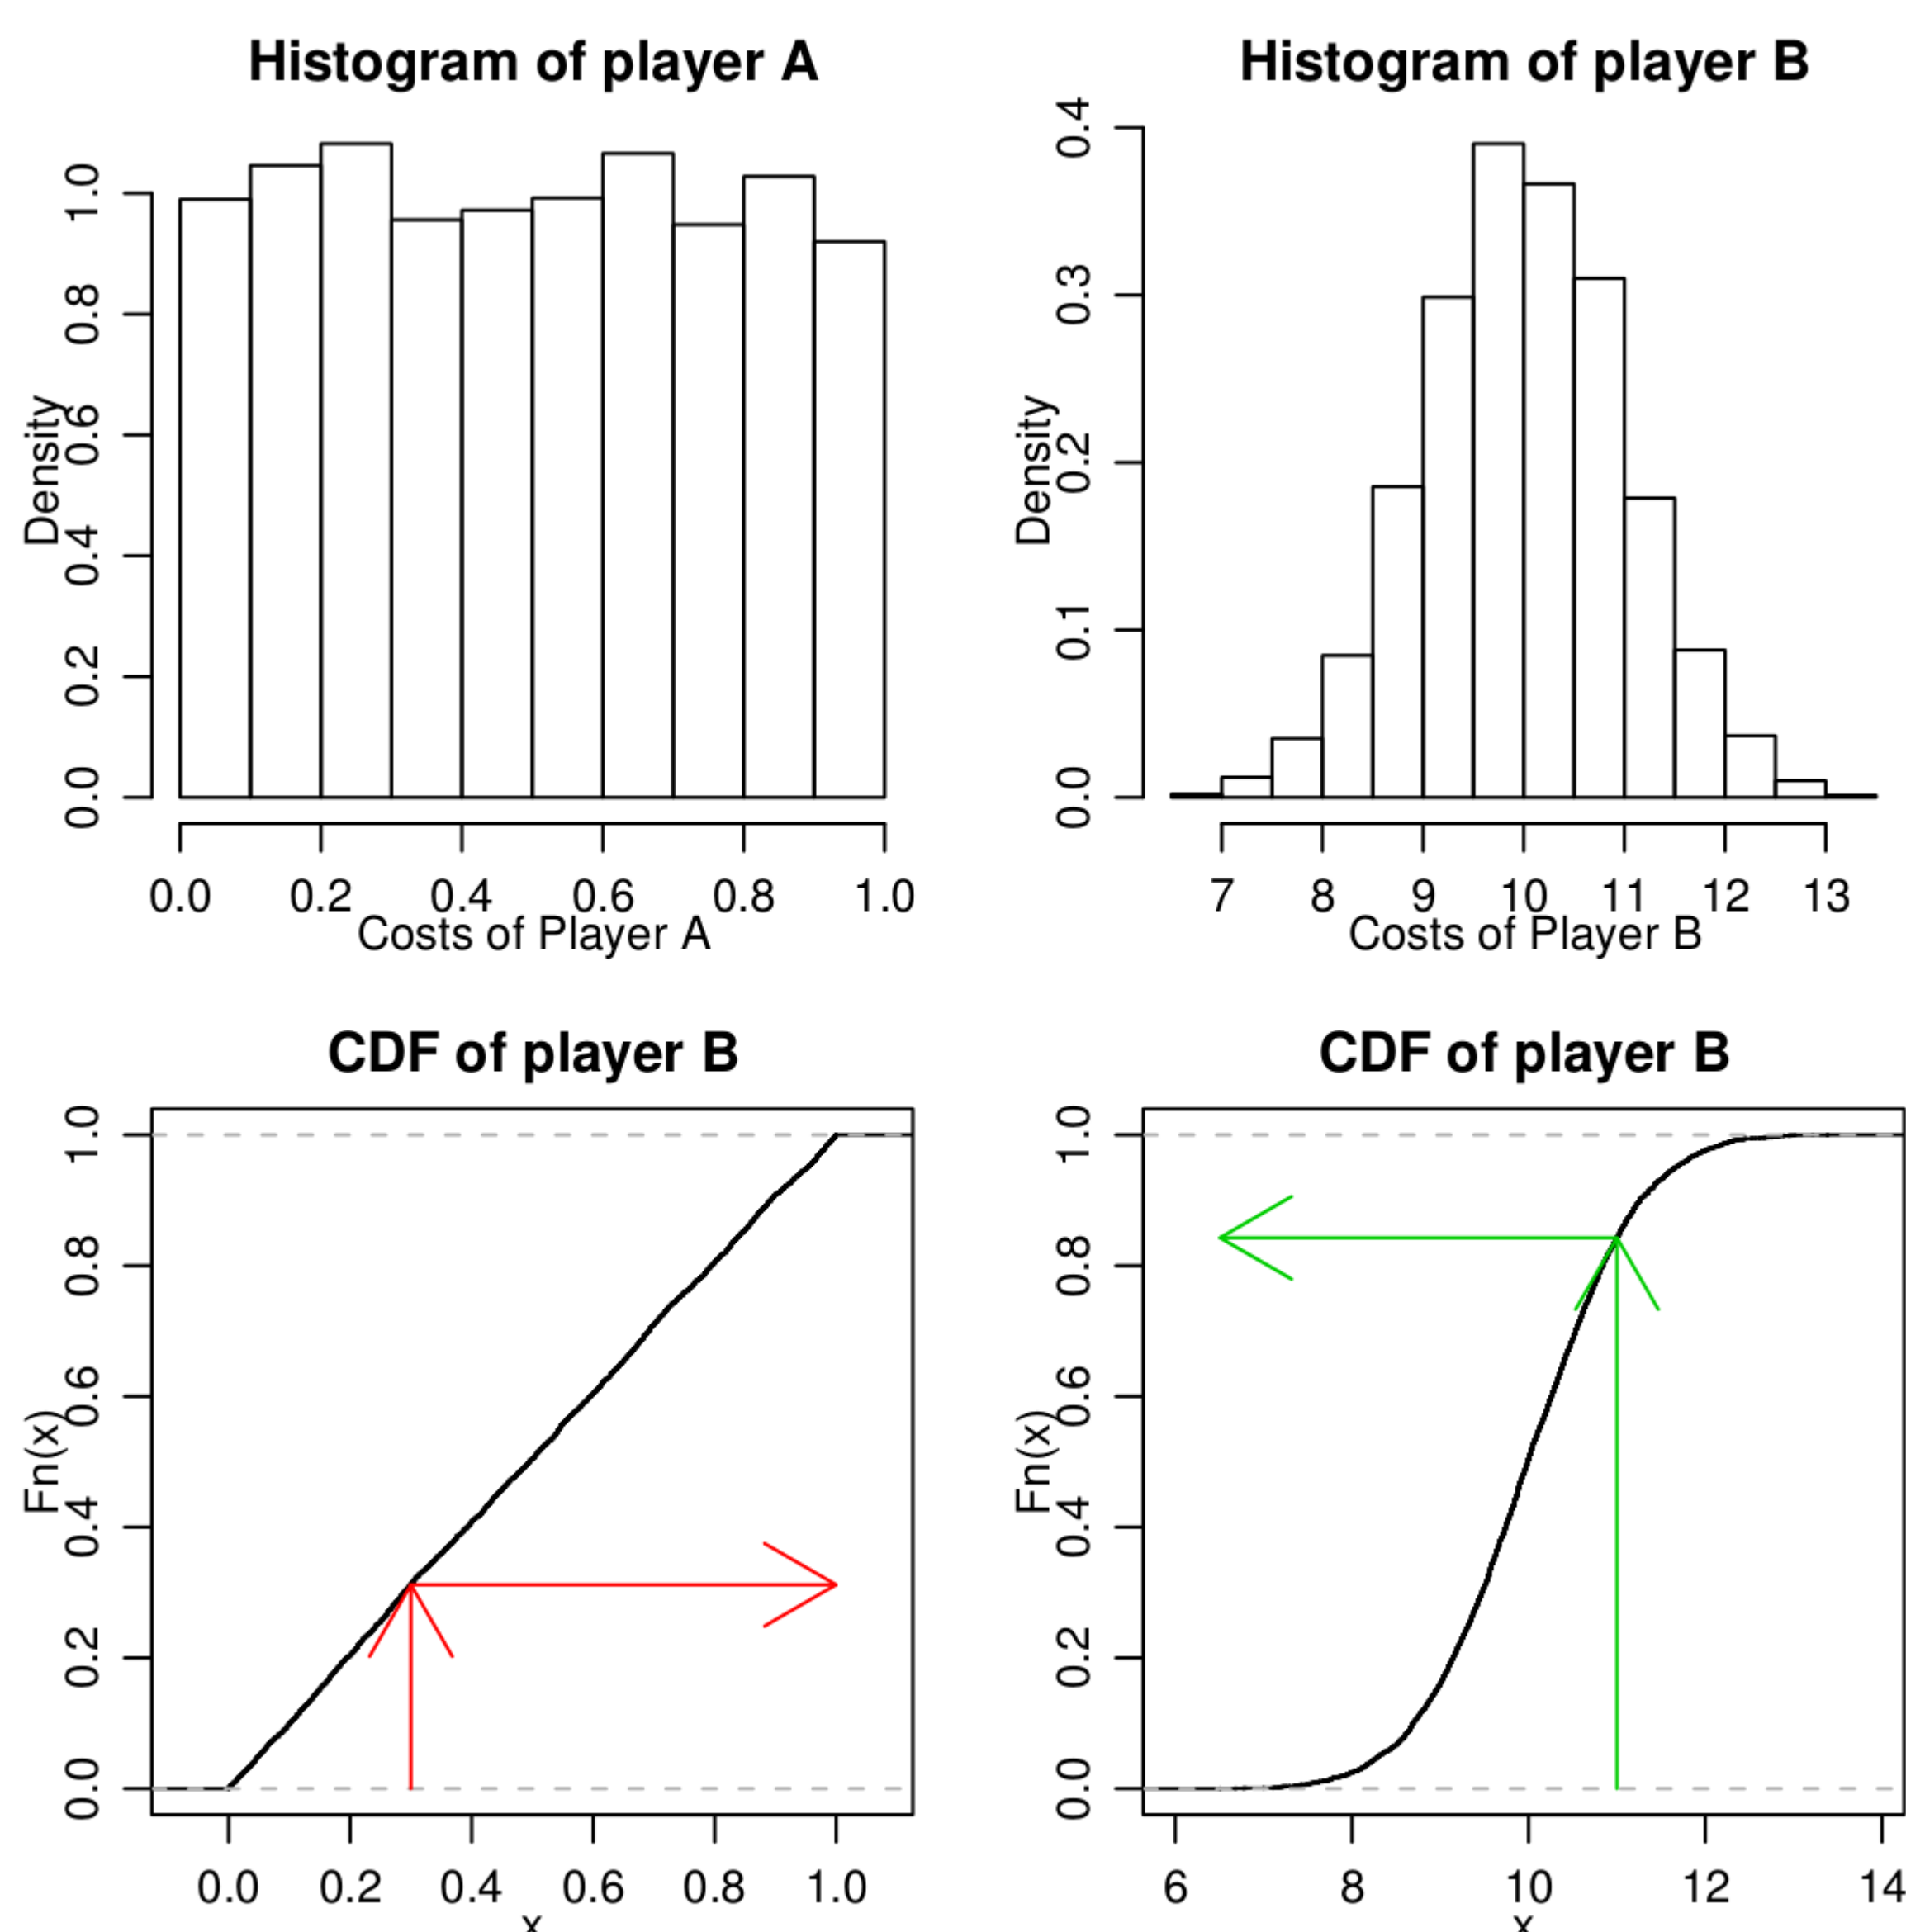 Histogram of player A
Density
0.0 0.2 0.4 0.6 0.8 1.0
0.0 0.2 0.4 0.6 0.8 1.0
Costs of Player A
Histogram of player B
Density
0.0 0.1 0.2 0.3 0.4
7 8 9 10 11 12 13
Costs of Player B
CDF of player B
Fn(x)
0.0 0.2 0.4 0.6 0.8 1.0
0.0 0.2 0.4 0.6 0.8 1.0
x
CDF of player B
Fn(x)
0.0 0.2 0.4 0.6 0.8 1.0
6 8 10 12 14
x